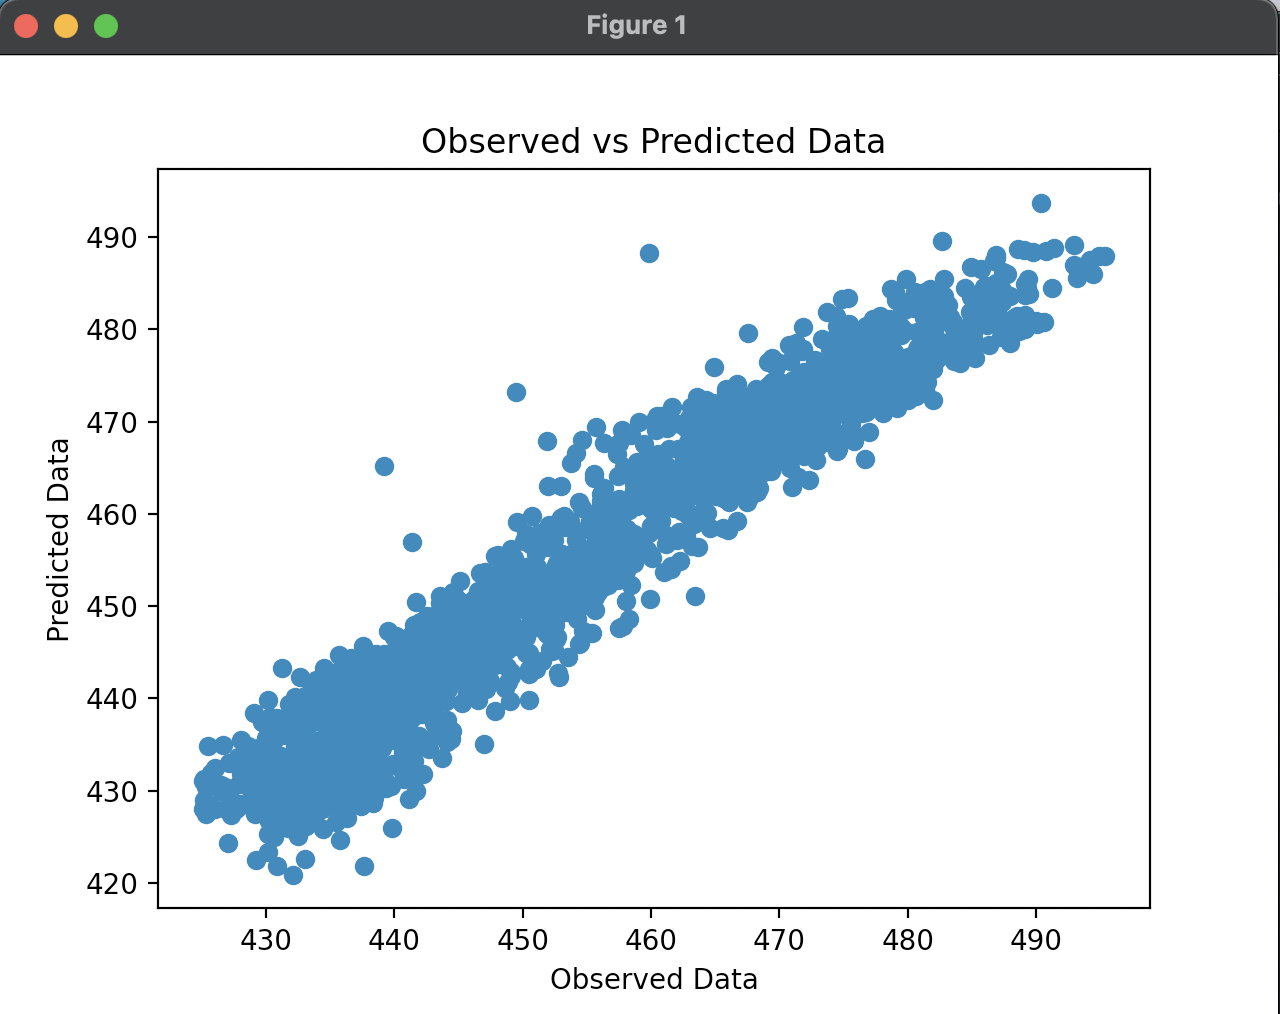 Figure 1
Observed vs Predicted Data
490
480
470
460
450
440
430
420
Predicted Data
430 440 450 460 470 480 490
Observed Data